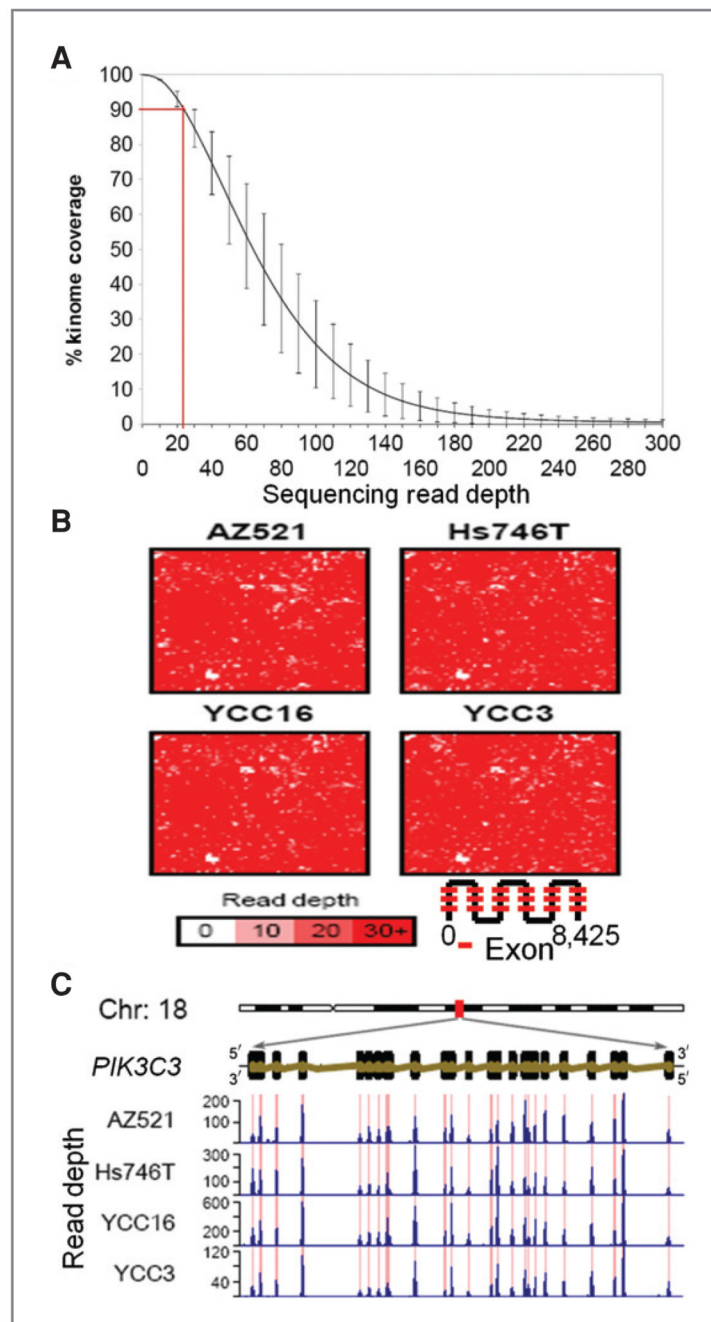 A
100
90
80
70
60
50
40
30
20
10
0
% kinome coverage
20 60 100 140 180 220 260 300
0 40 80 120 160 200 240 280
Sequencing read depth
B
AZ521 Hs746T
YCC16 YCC3
Read depth
0 10 20 30+
0 8,425
Exon
C
Chr: 18
5′ 3′
PIK3C3
3′ 5′
Read depth
AZ521
200
100
Hs746T
300
100
YCC16
600
200
YCC3
120
40